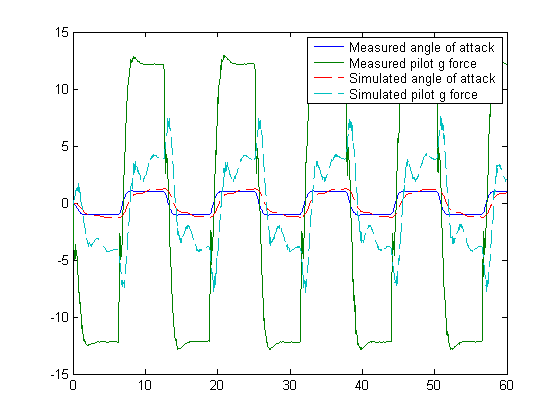 15
10
5
0
-5
-10
-15
0 10 20 30 40 50 60
Measured angle of attack
Measured pilot g force
Simulated angle of attack
Simulated pilot g force